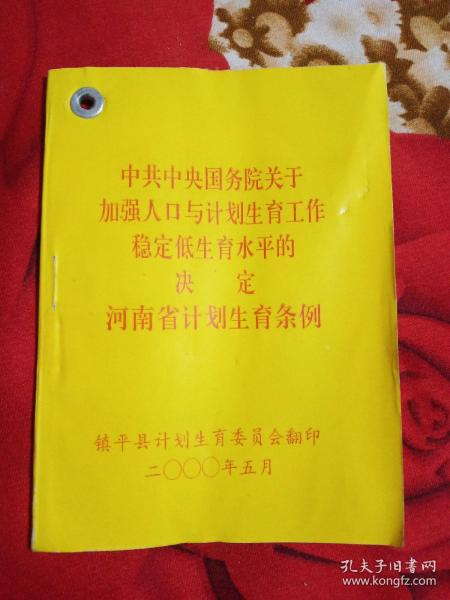 中共中央国务院关于
加强人口与计划生育工作
稳定低生育水平的
决 定
河南省计划生育条例
镇平县计划生育委员会翻印
二〇〇〇年五月
孔夫子旧书网
www.kongfz.com